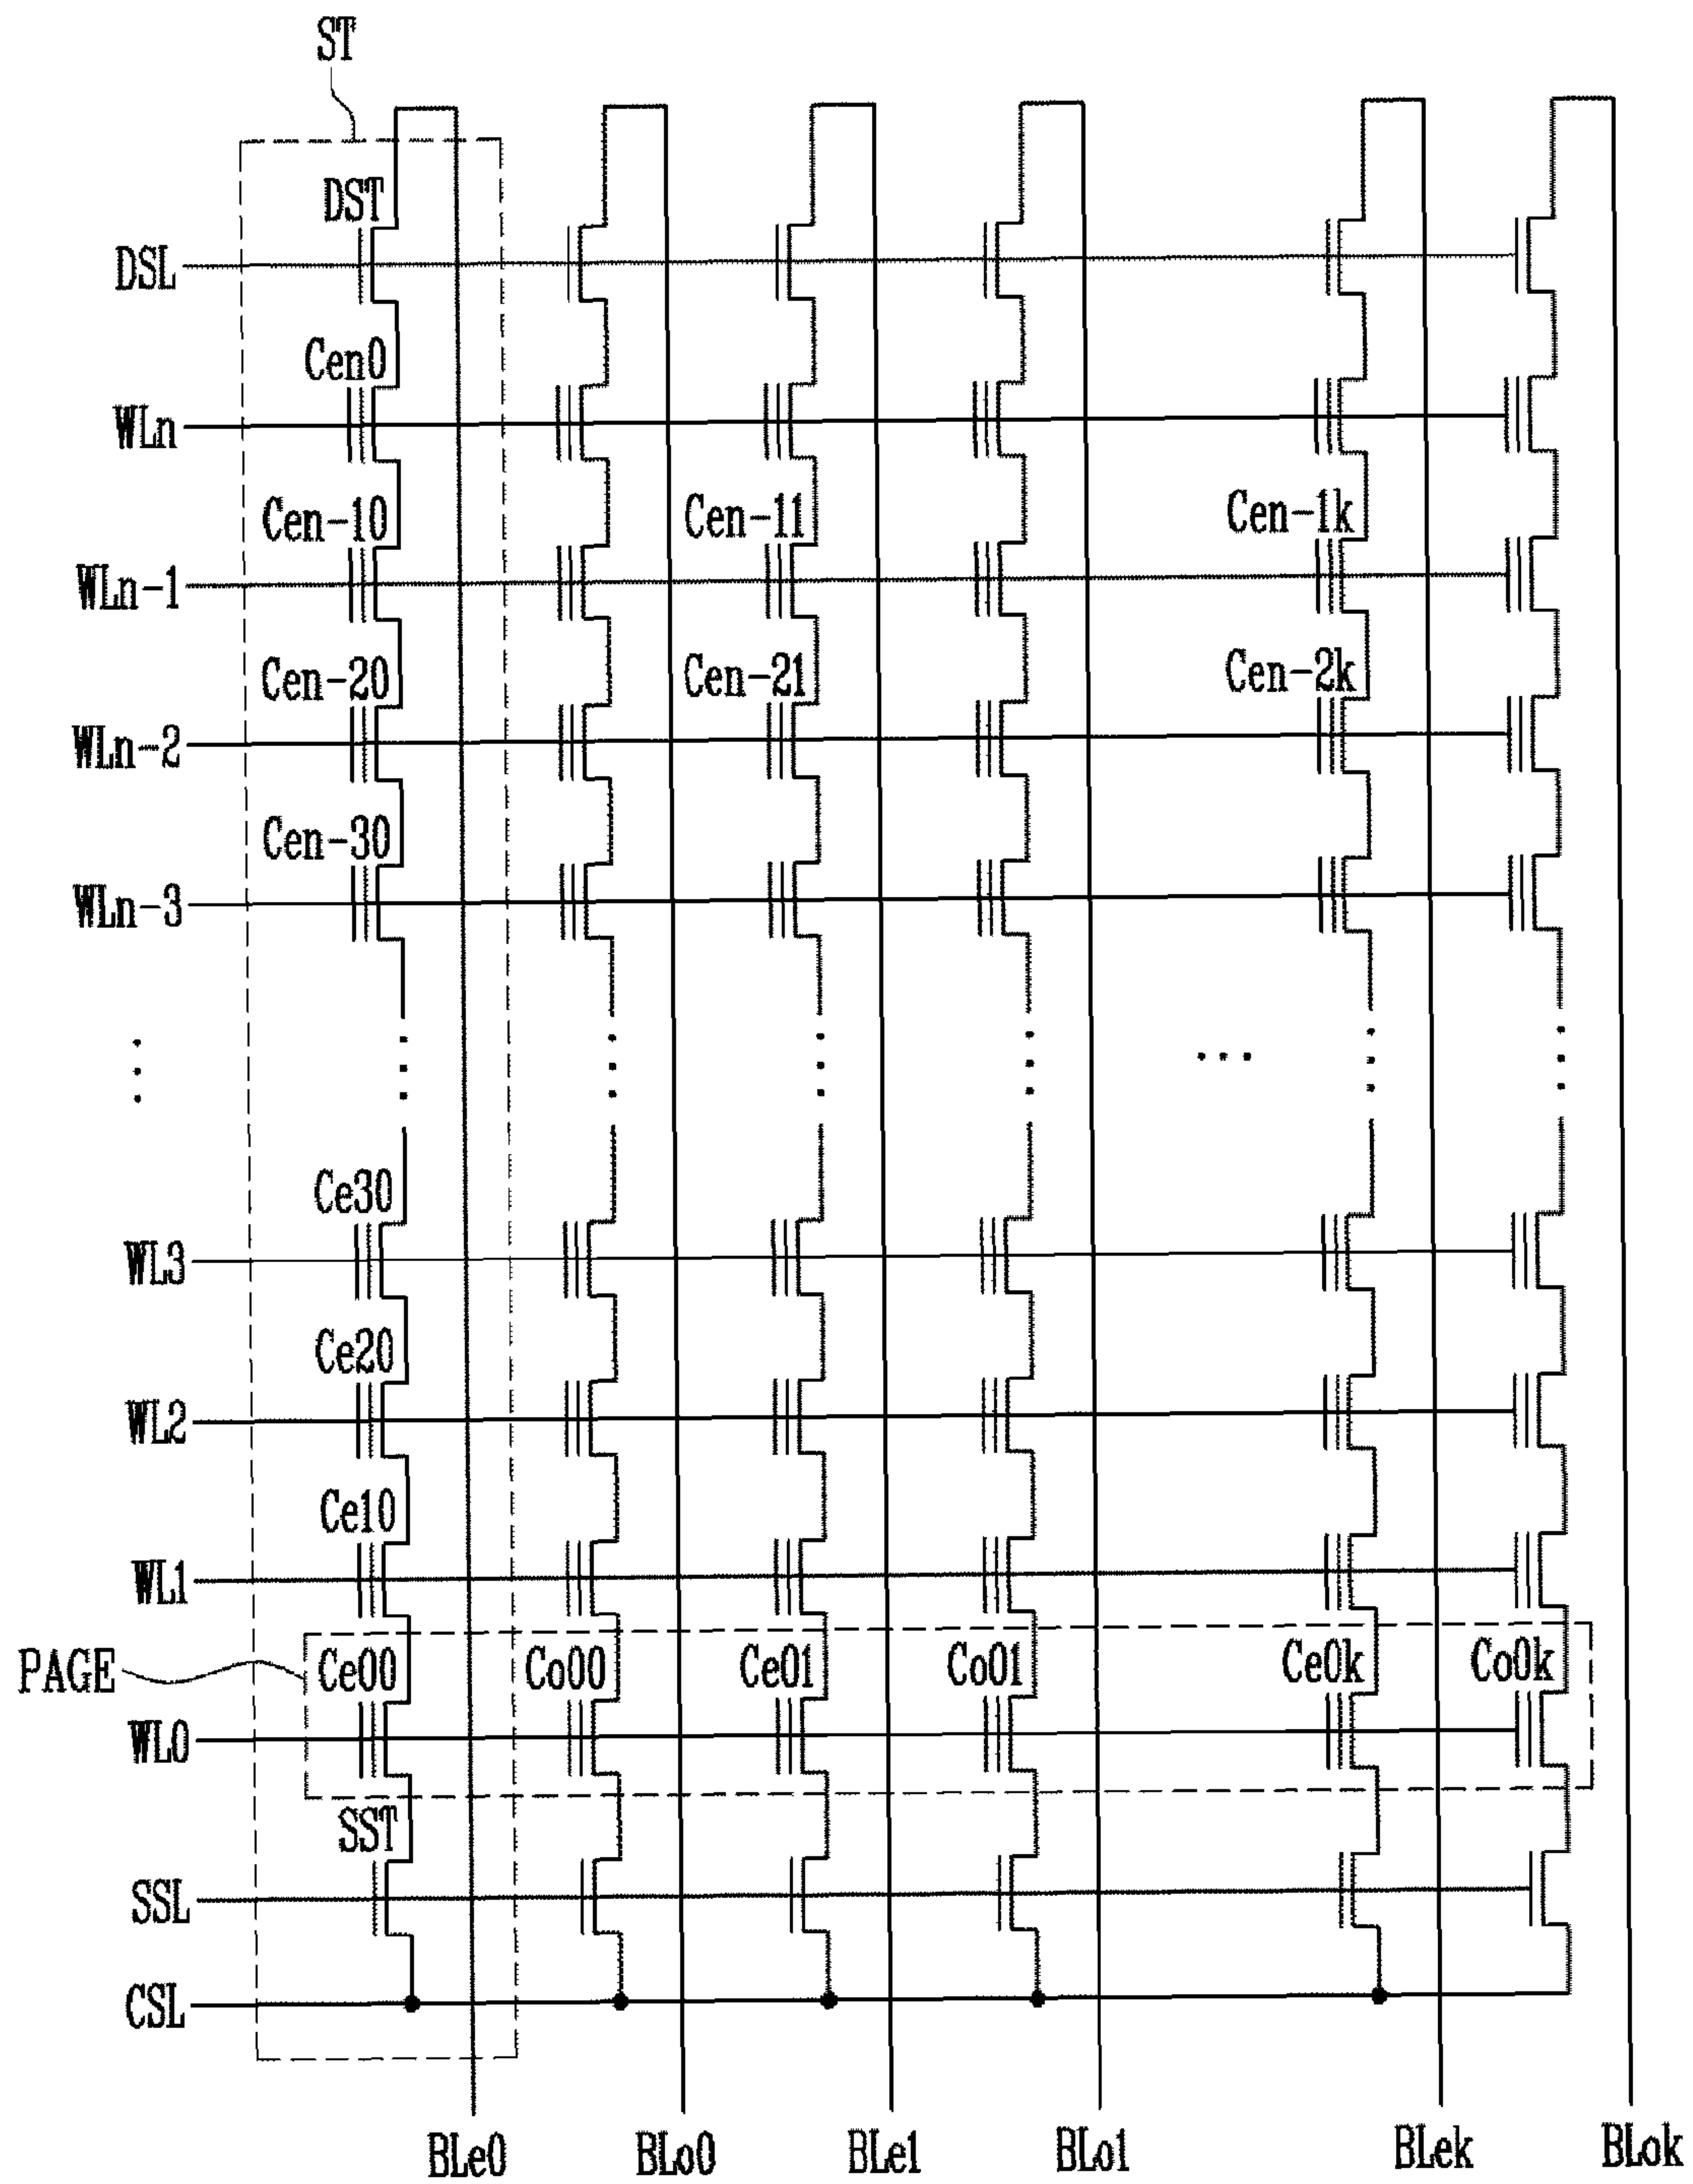 ST
DST
DSL
Cen0
WLn
Cen-10 Cen-11 Cen-1k
WLn-1
Cen-20 Cen-21 Cen-2k
WLn-2
Cen-30
WLn-3
Ce30
WL3
Ce20
WL2
Ce10
WL1
PAGE Ce00 Co00 Ce01 Co01 Ce0k Co0k
WL0
SST
SSL
CSL
BLe0 BLo0 BLe1 BLo1 BLek BLok